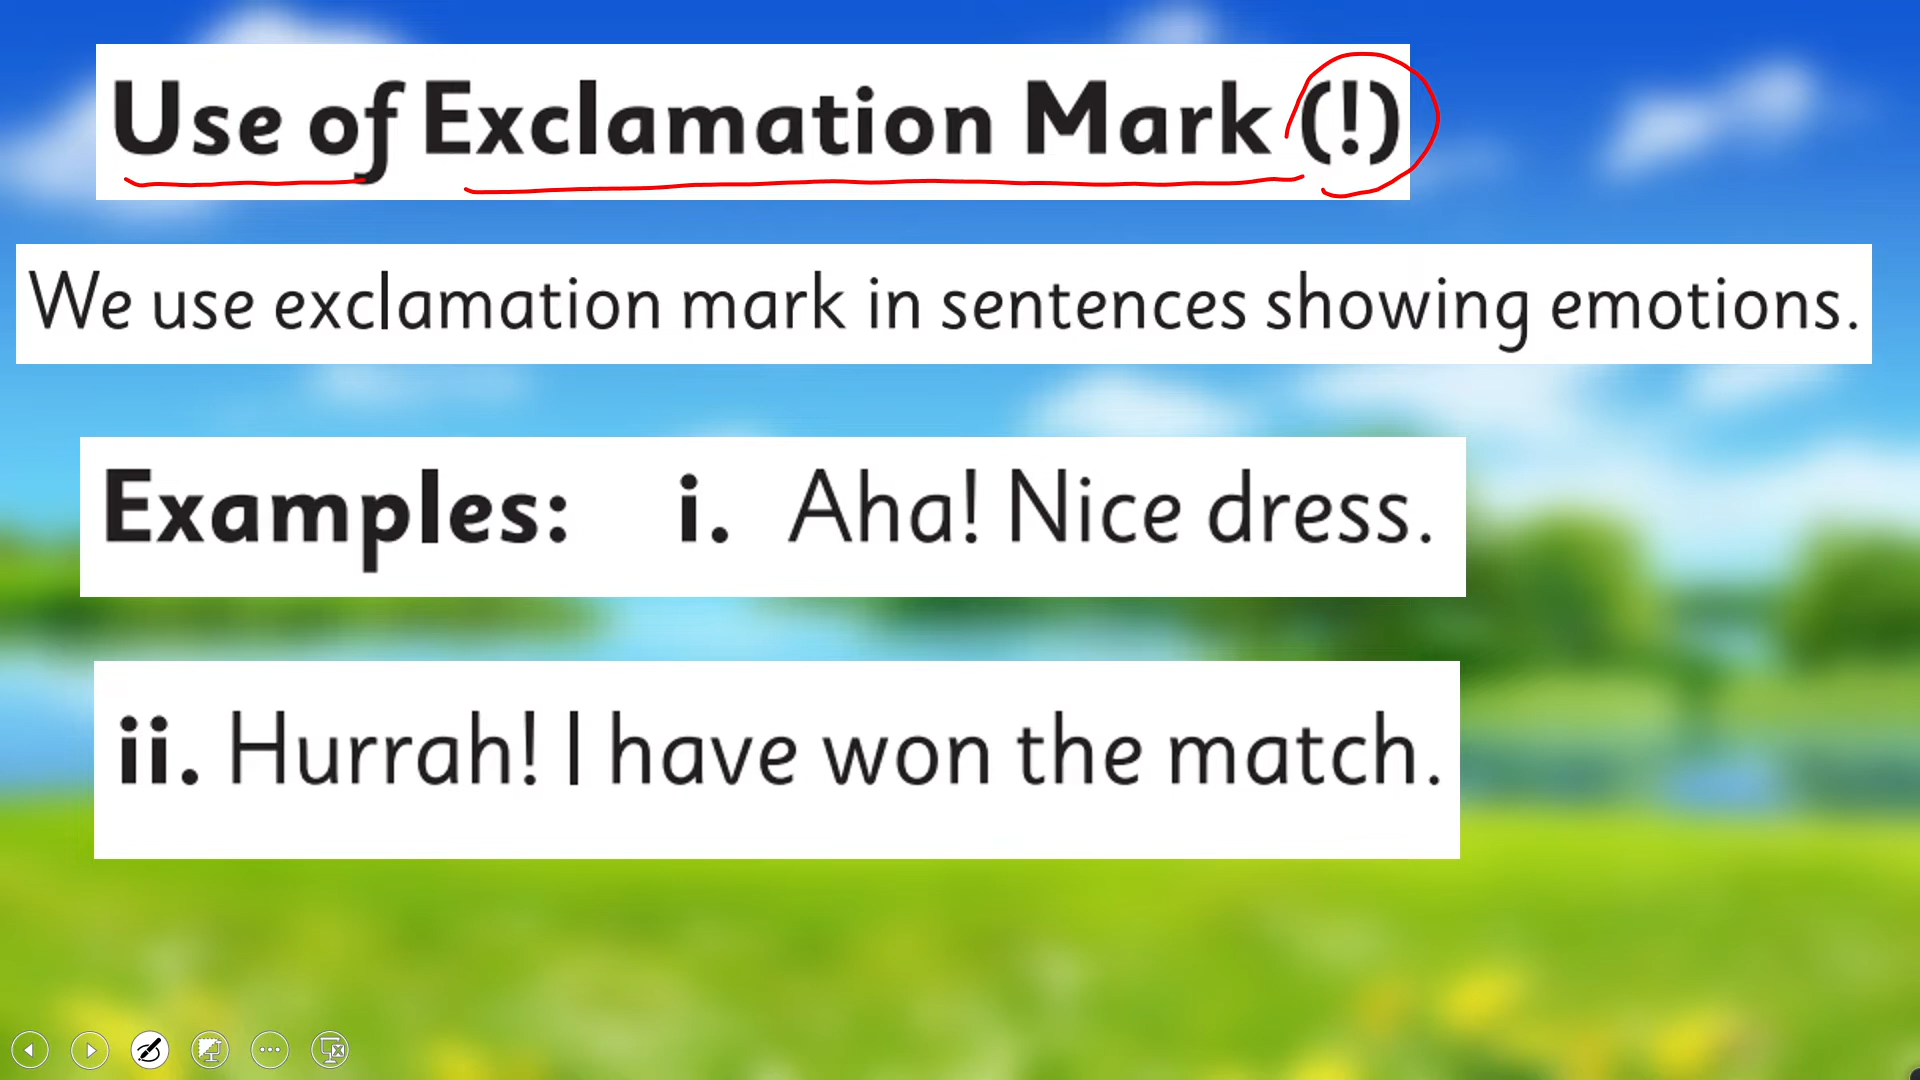 Use of Exclamation Mark (!)
We use exclamation mark in sentences showing emotions.
Examples: i. Aha! Nice dress.
ii. Hurrah! I have won the match.